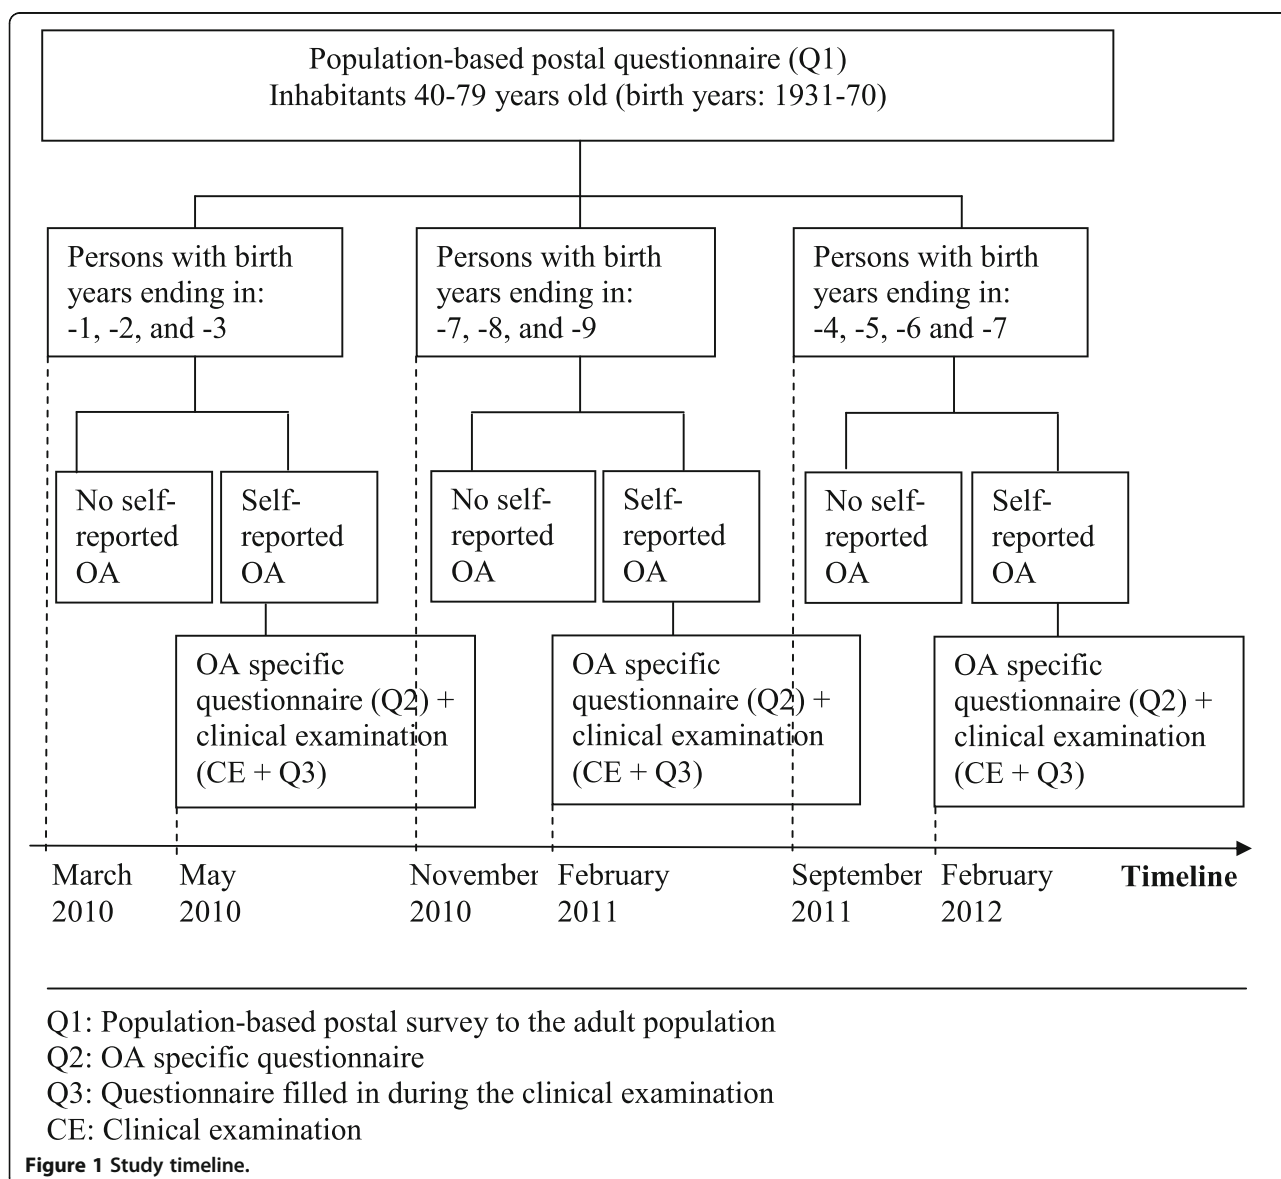 Population-based postal questionnaire (Q1)
Inhabitants 40-79 years old (birth years: 1931-70)
Persons with birth
years ending in:
-1, -2, and -3
Persons with birth
years ending in:
-7, -8, and -9
Persons with birth
years ending in:
-4, -5, -6 and -7
No self-
reported
OA
Self-
reported
OA
No self-
reported
OA
Self-
reported
OA
No self-
reported
OA
Self-
reported
OA
OA specific
questionnaire (Q2) +
clinical examination
(CE + Q3)
OA specific
questionnaire (Q2) +
clinical examination
(CE + Q3)
OA specific
questionnaire (Q2) +
clinical examination
(CE + Q3)
March
2010
May
2010
November
2010
February
2011
September
2011
February
2012
Timeline
Q1: Population-based postal survey to the adult population
Q2: OA specific questionnaire
Q3: Questionnaire filled in during the clinical examination
CE: Clinical examination
Figure 1 Study timeline.